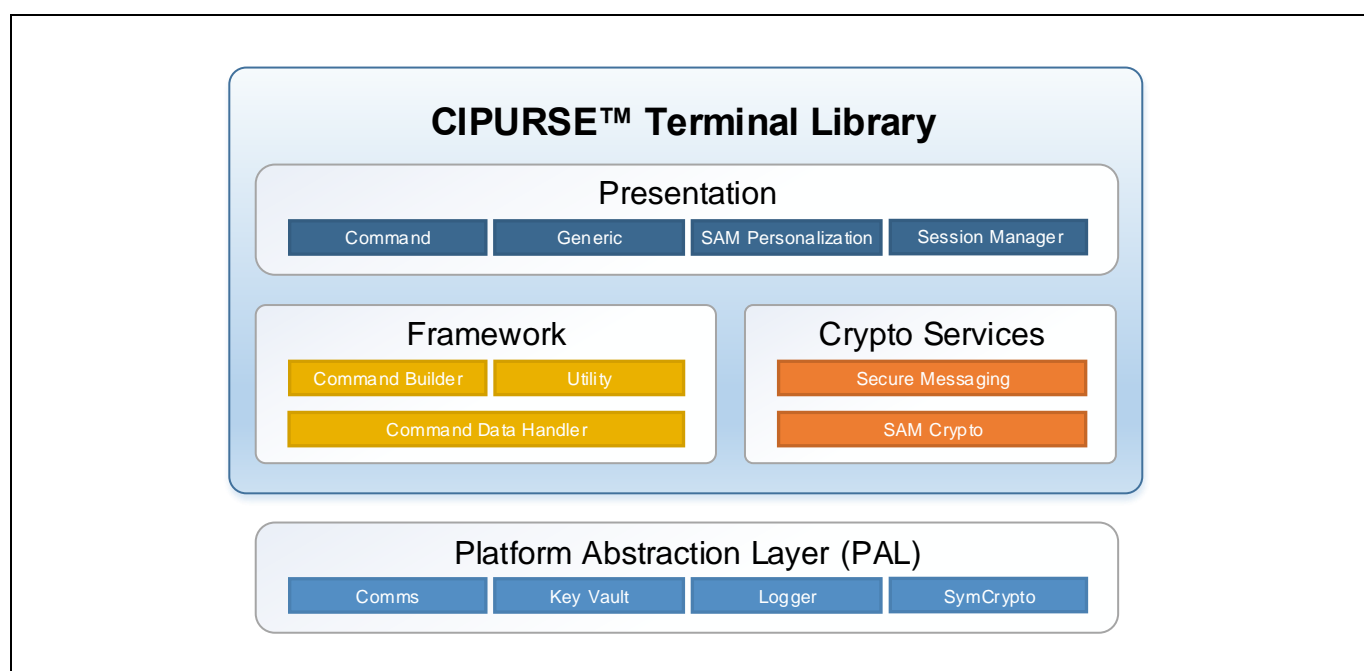 CIPURSE™ Terminal Library
Presentation
Command
Generic
SAM Personalization
Session Manager
Framework
Command Builder
Utility
Command Data Handler
Crypto Services
Secure Messaging
SAM Crypto
Platform Abstraction Layer (PAL)
Comms
Key Vault
Logger
SymCrypto